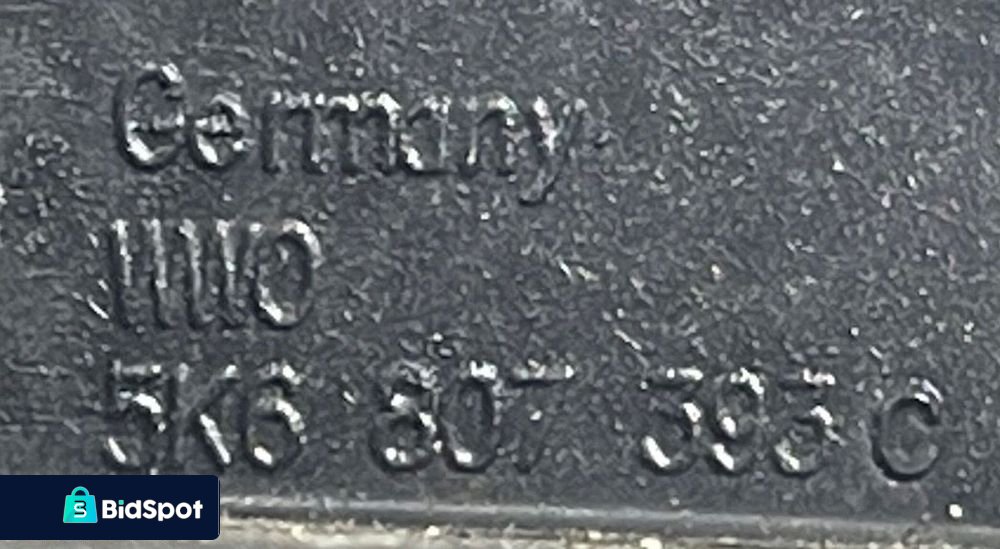 Germany
5K6 807 393 C
BidSpot